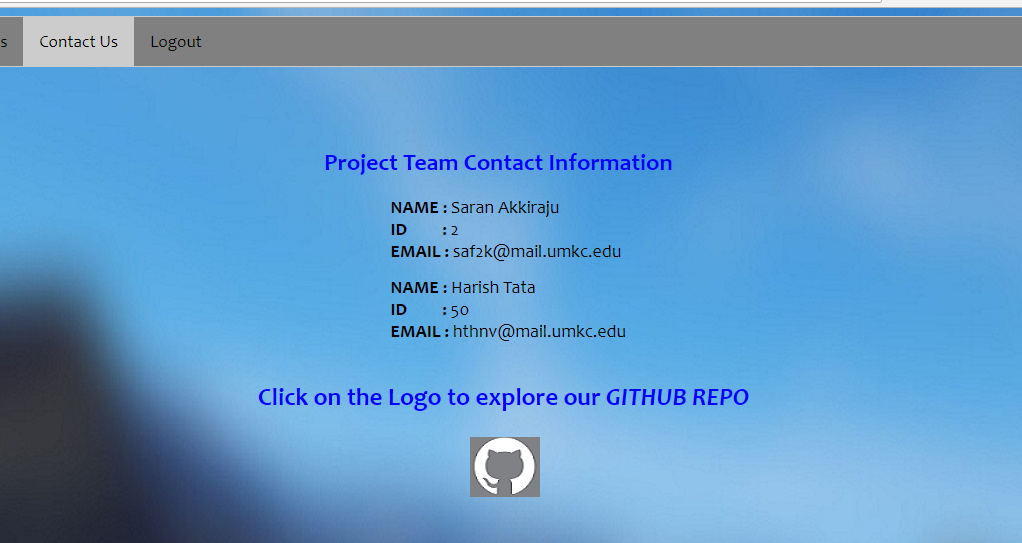 s Contact Us Logout
Project Team Contact Information
NAME : Saran Akkiraju
ID : 2
EMAIL : saf2k@mail.umkc.edu
NAME : Harish Tata
ID : 50
EMAIL : hthnv@mail.umkc.edu
Click on the Logo to explore our GITHUB REPO